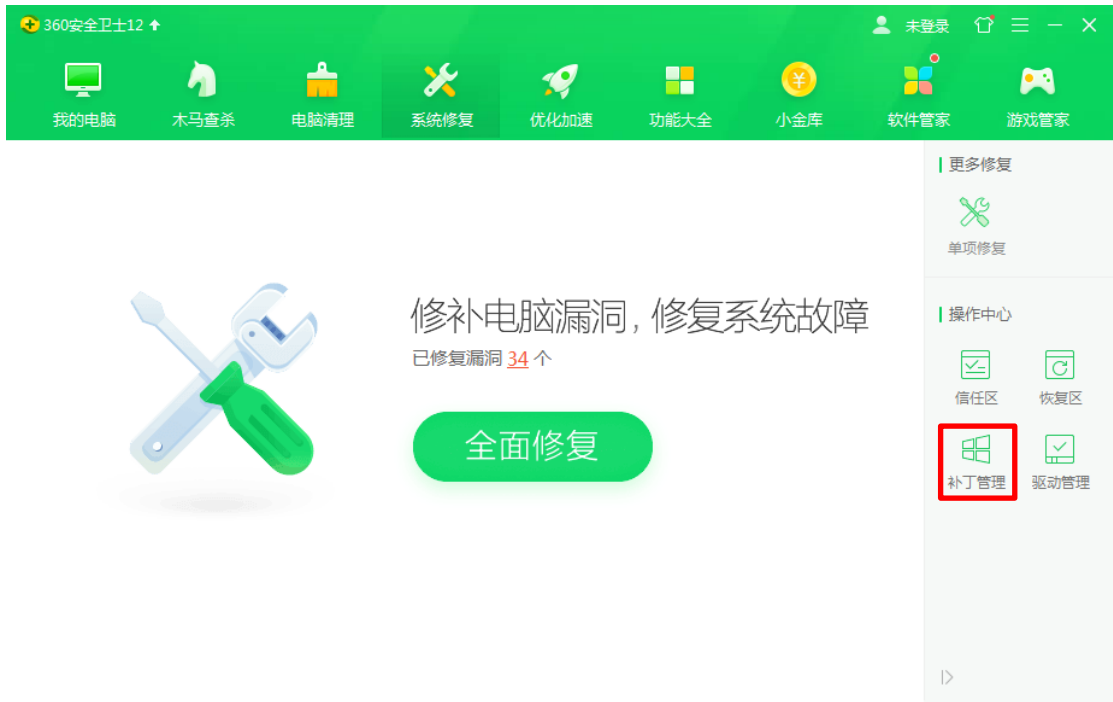 360安全卫士12
未登录
我的电脑
木马查杀
电脑清理
系统修复
优化加速
功能大全
小金库
软件管家
游戏管家
修补电脑漏洞, 修复系统故障
已修复漏洞 34 个
全面修复
更多修复
单项修复
操作中心
信任区
恢复区
补丁管理
驱动管理